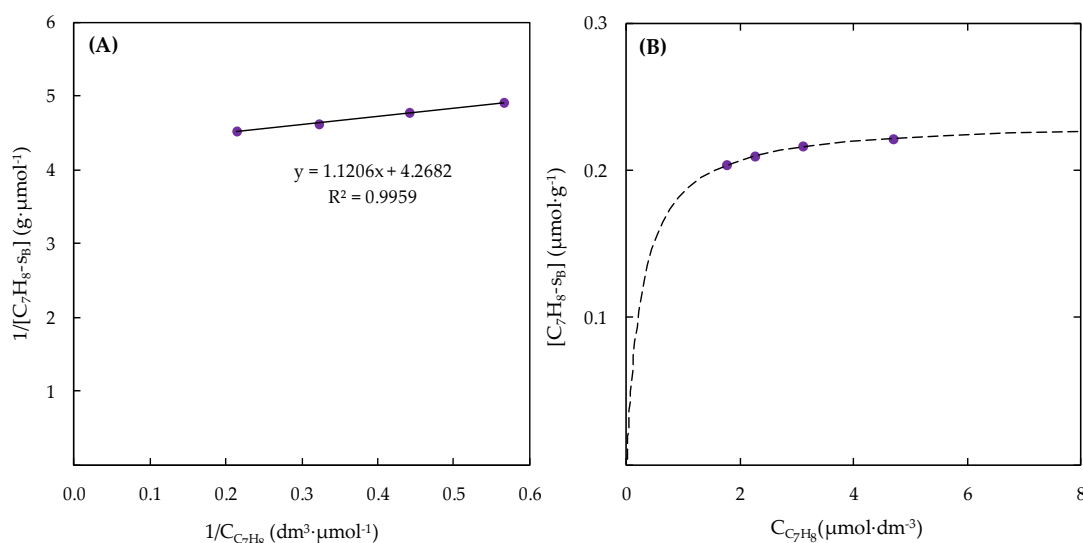 (A)
6
5
4
3
2
1
0.0 0.1 0.2 0.3 0.4 0.5 0.6
1/[C₇H₈-s_B] (g·µmol⁻¹)
y = 1.1206x + 4.2682
R² = 0.9959
1/C_C₇H₈ (dm³·µmol⁻¹)
(B)
0.3
0.2
0.1
0 2 4 6 8
[C₇H₈-s_B] (µmol·g⁻¹)
C_C₇H₈(µmol·dm⁻³)